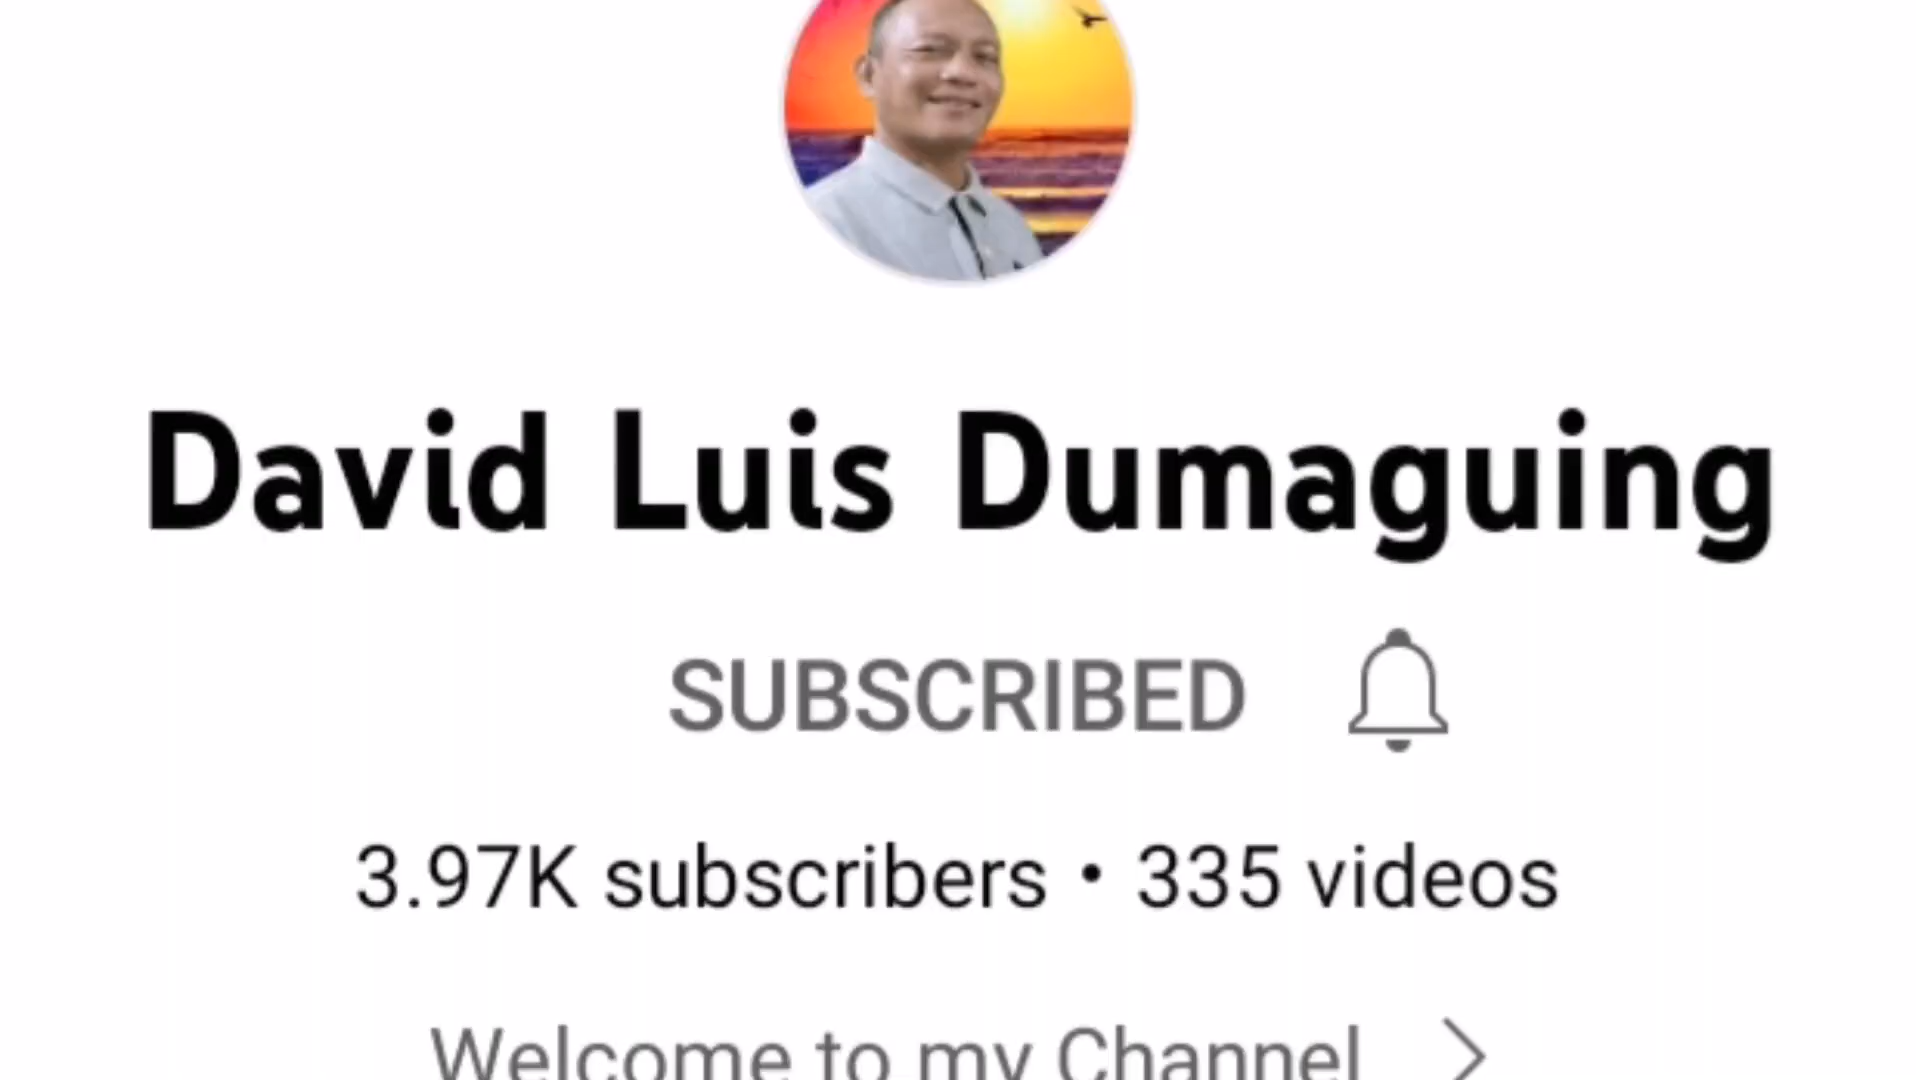 David Luis Dumaguing
SUBSCRIBED
3.97K subscribers • 335 videos
Welcome to my Channel